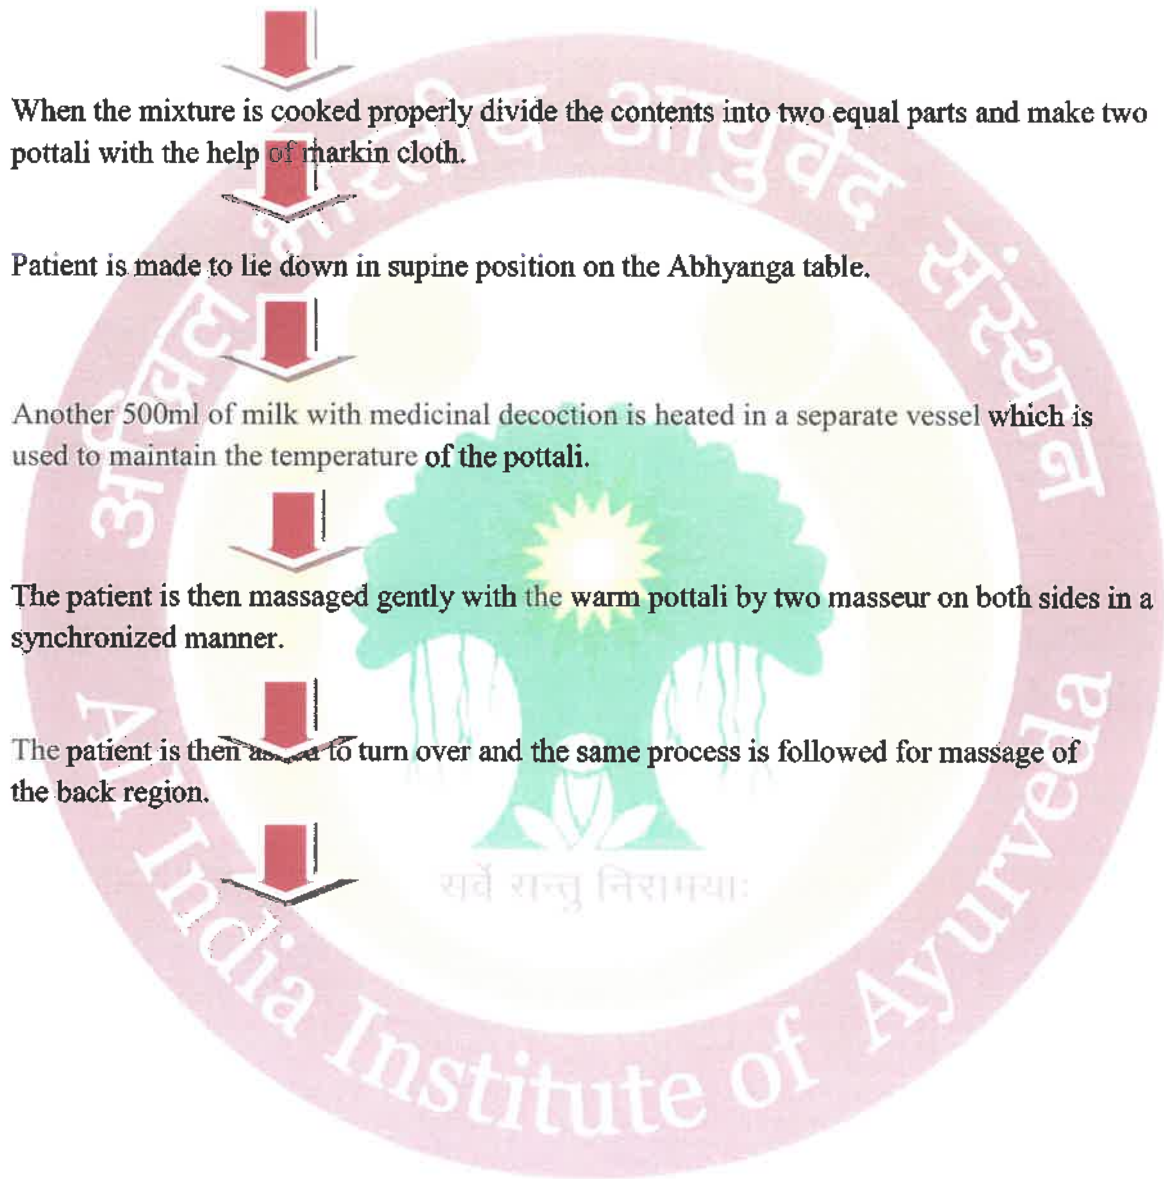 When the mixture is cooked properly divide the contents into two equal parts and make two
pottali with the help of markin cloth.
Patient is made to lie down in supine position on the Abhyanga table.
Another 500ml of milk with medicinal decoction is heated in a separate vessel which is
used to maintain the temperature of the pottali.
The patient is then massaged gently with the warm pottali by two masseur on both sides in a
synchronized manner.
The patient is then to turn over and the same process is followed for massage of
the back region.
अखिल भारतीय आयुर्वेद संस्थान
सर्वे सन्तु निरामयाः
All India Institute of Ayurveda